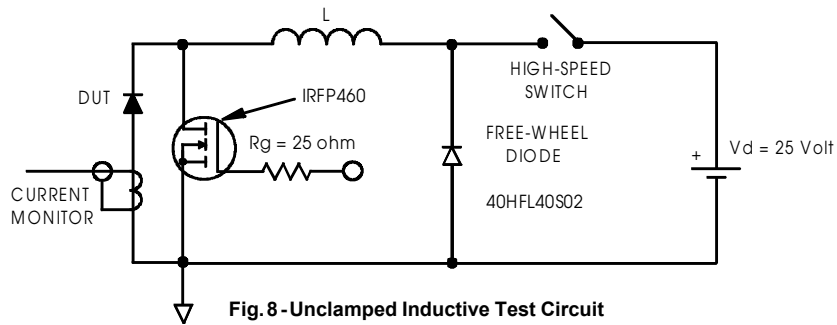 L
HIGH-SPEED
SWITCH
DUT
IRFP460
Rg = 25 ohm
FREE-WHEEL
DIODE
40HFL40S02
+
Vd = 25 Volt
CURRENT
MONITOR
Fig. 8 - Unclamped Inductive Test Circuit